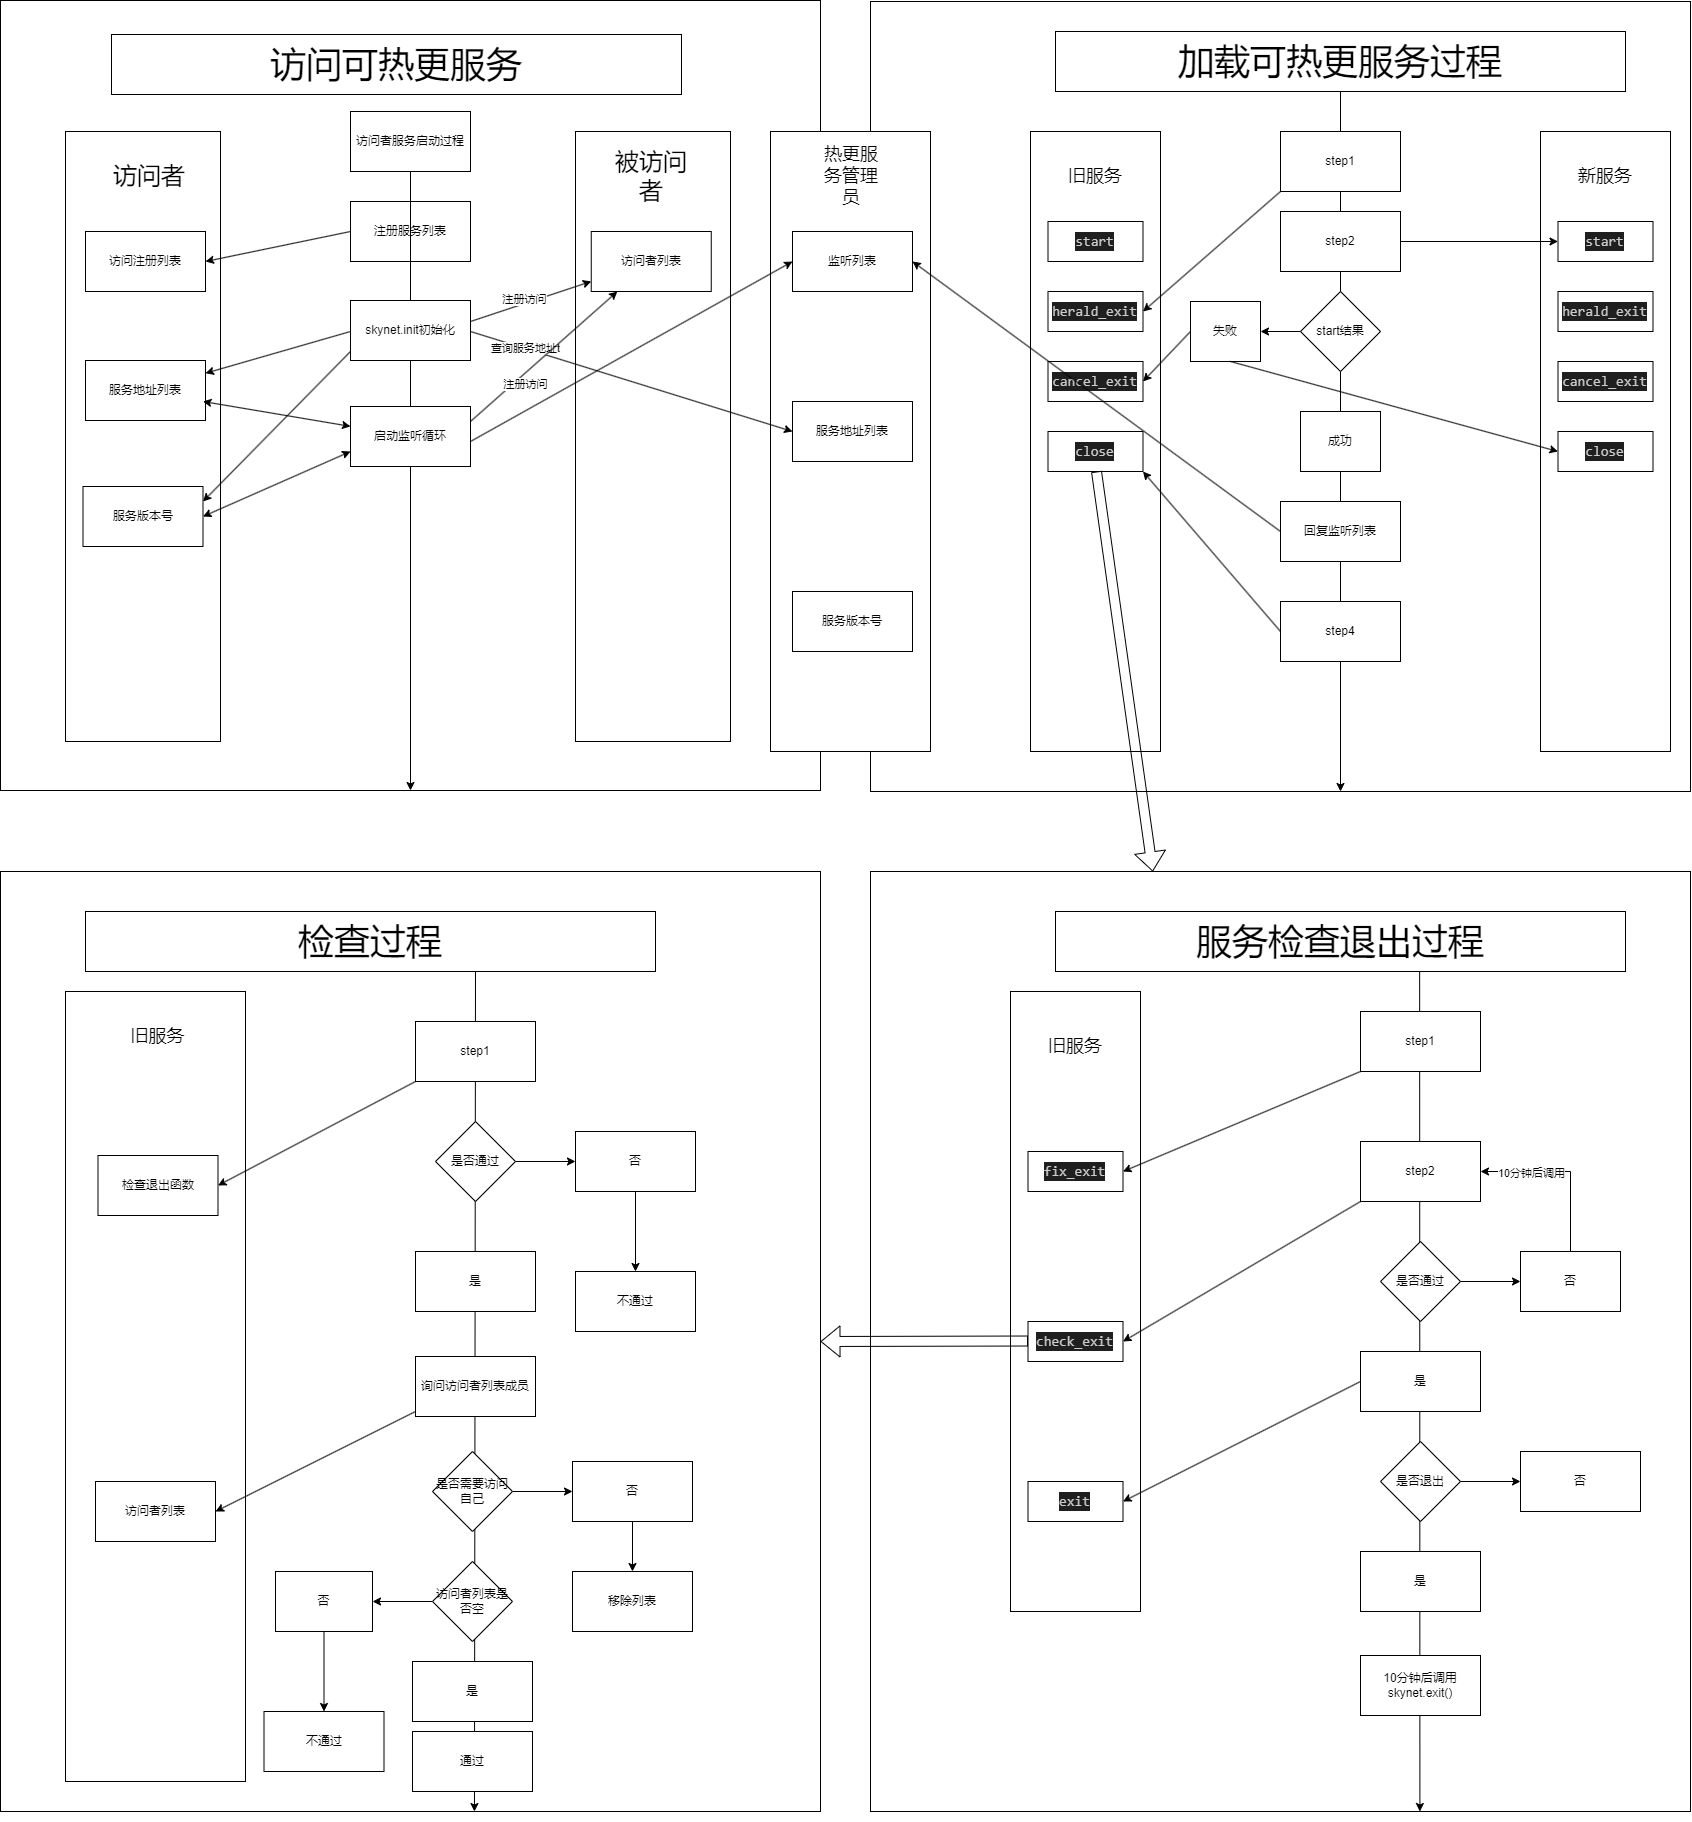 访问可热更服务
访问者服务启动过程
访问者
注册服务列表
被访问
者
访问注册列表
访问者列表
注册访问
skynet.init初始化
查询服务地址t
服务地址列表
注册访问
启动监听循环
服务版本号
热更服
务管理
员
监听列表
服务地址列表
服务版本号
加载可热更服务过程
旧服务
step1
新服务
start
step2
start
herald_exit
失败
start结果
herald_exit
cancel_exit
cancel_exit
close
成功
close
回复监听列表
step4
检查过程
旧服务
step1
是否通过
否
检查退出函数
是
不通过
询问访问者列表成员
是否需要访问
自己
否
访问者列表
否
访问者列表是
否空
移除列表
是
不通过
通过
服务检查退出过程
旧服务
step1
fix_exit
step2
10分钟后调用
是否通过
否
check_exit
是
exit
是否退出
否
是
10分钟后调用
skynet.exit()